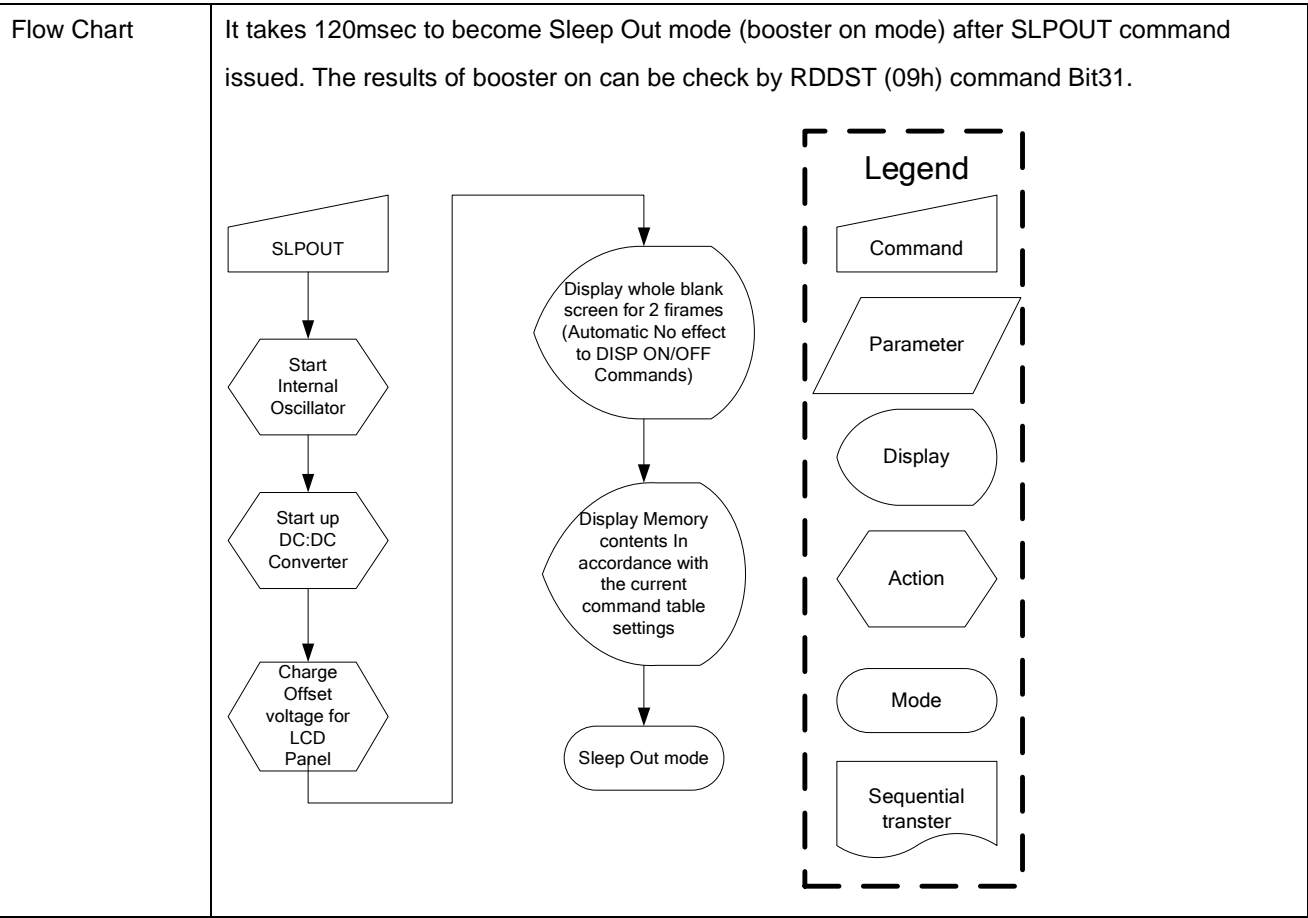 Flow Chart
It takes 120msec to become Sleep Out mode (booster on mode) after SLPOUT command
issued. The results of booster on can be check by RDDST (09h) command Bit31.
SLPOUT
Start
Internal
Oscillator
Start up
DC:DC
Converter
Charge
Offset
voltage for
LCD
Panel
Display whole blank
screen for 2 firames
(Automatic No effect
to DISP ON/OFF
Commands)
Display Memory
contents In
accordance with
the current
command table
settings
Sleep Out mode
Legend
Command
Parameter
Display
Action
Mode
Sequential
transter